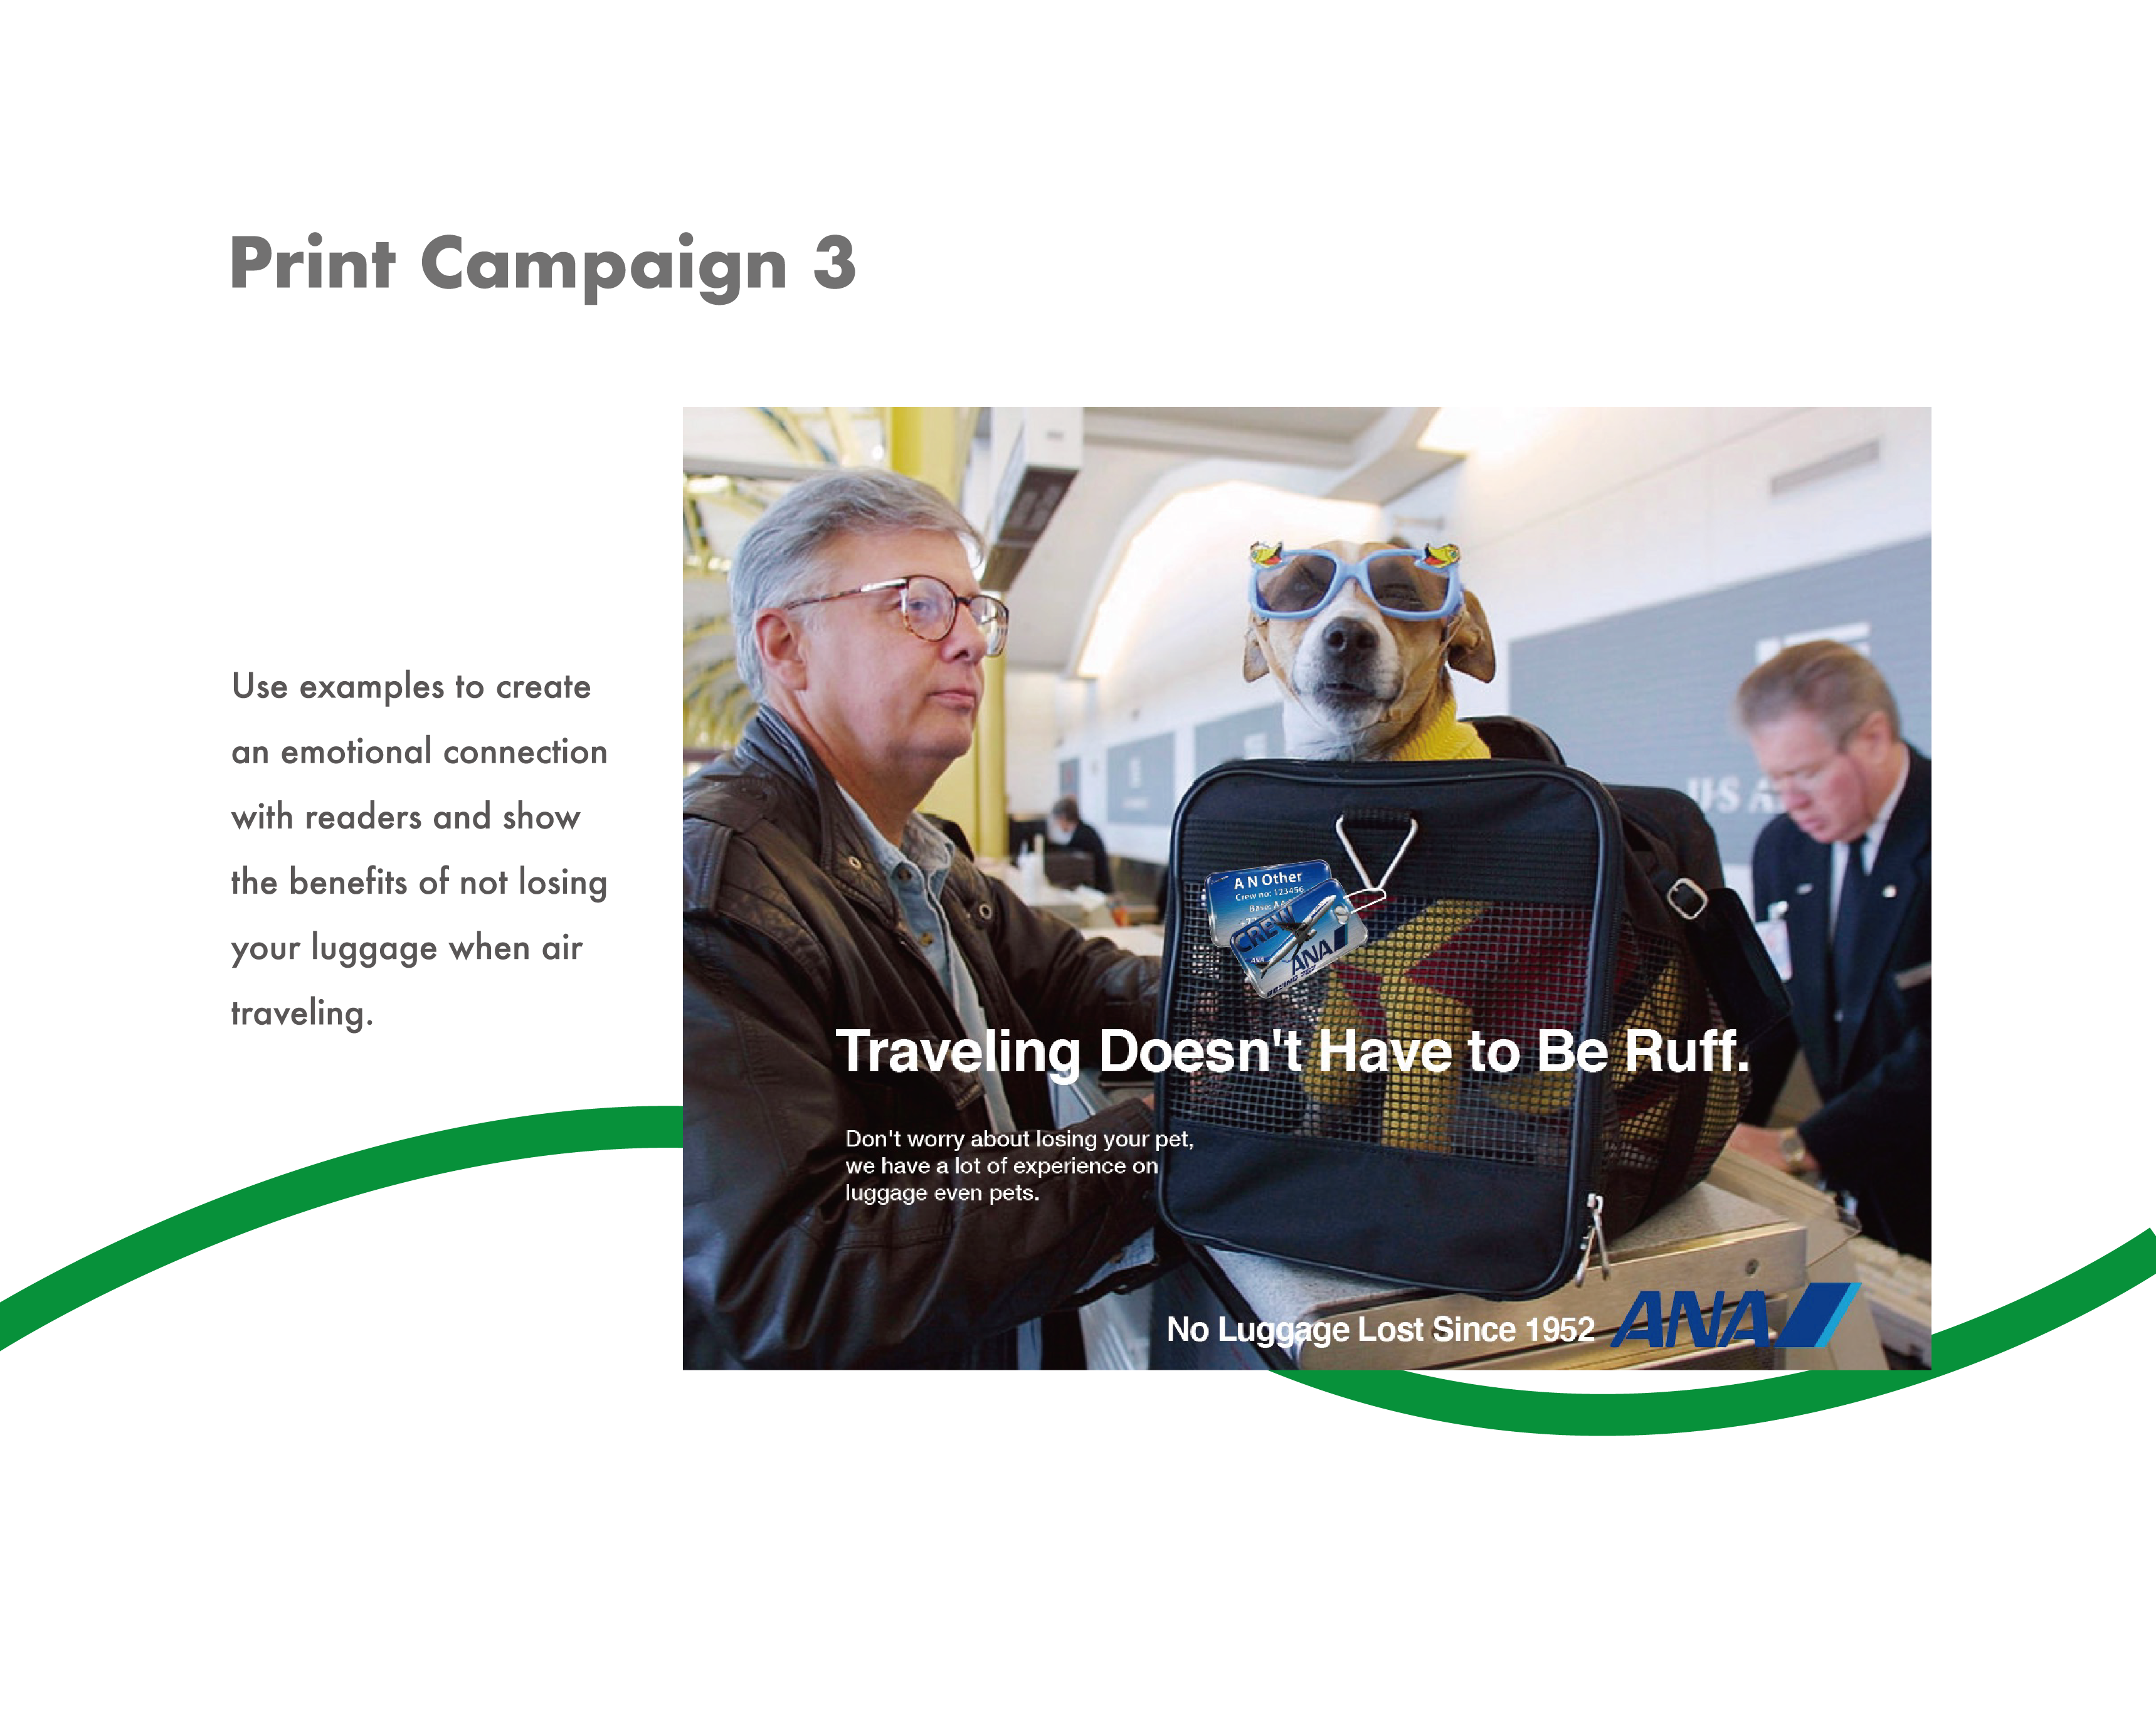 Print Campaign 3
Use examples to create
an emotional connection
with readers and show
the benefits of not losing
your luggage when air
traveling.
U·S A
A N Other
Crew no: 123456
Base: AA
CREW
ANA
BOEING
Traveling Doesn't Have to Be Ruff.
Don't worry about losing your pet,
we have a lot of experience on
luggage even pets.
No Luggage Lost Since 1952
ANA